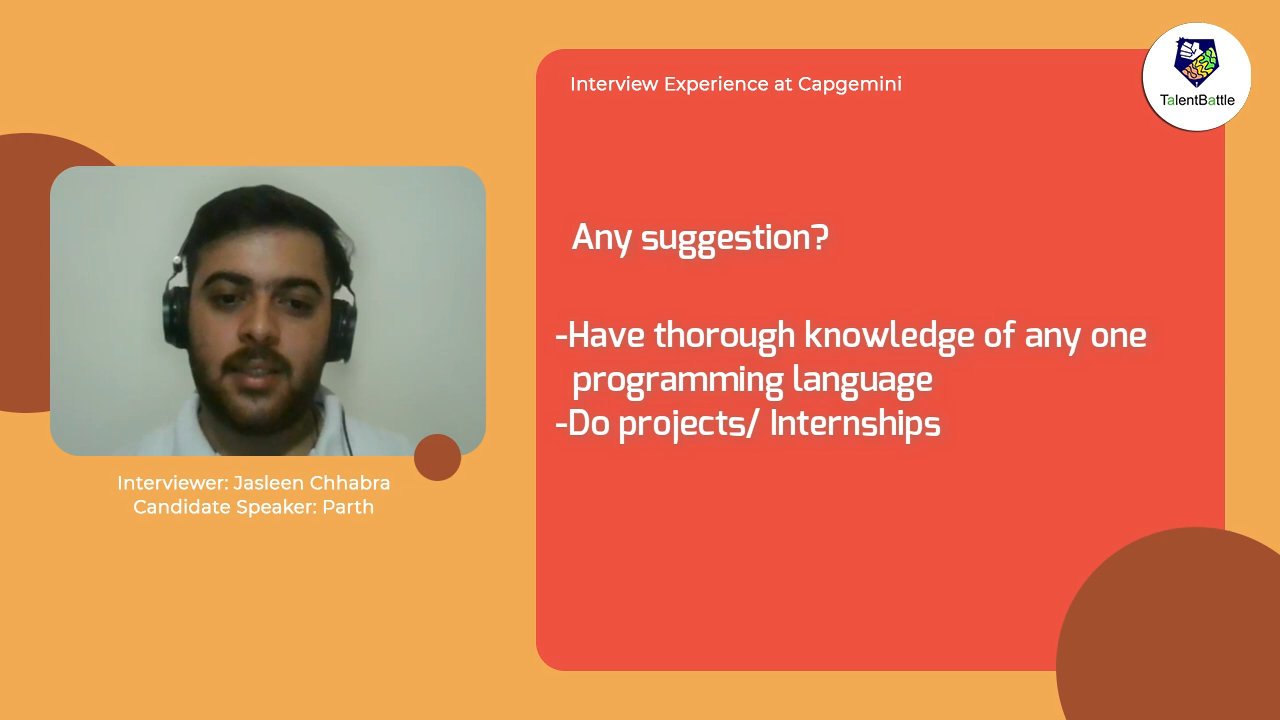 Interview Experience at Capgemini
TalentBattle
Any suggestion?
-Have thorough knowledge of any one
programming language
-Do projects/ Internships
Interviewer: Jasleen Chhabra
Candidate Speaker: Parth